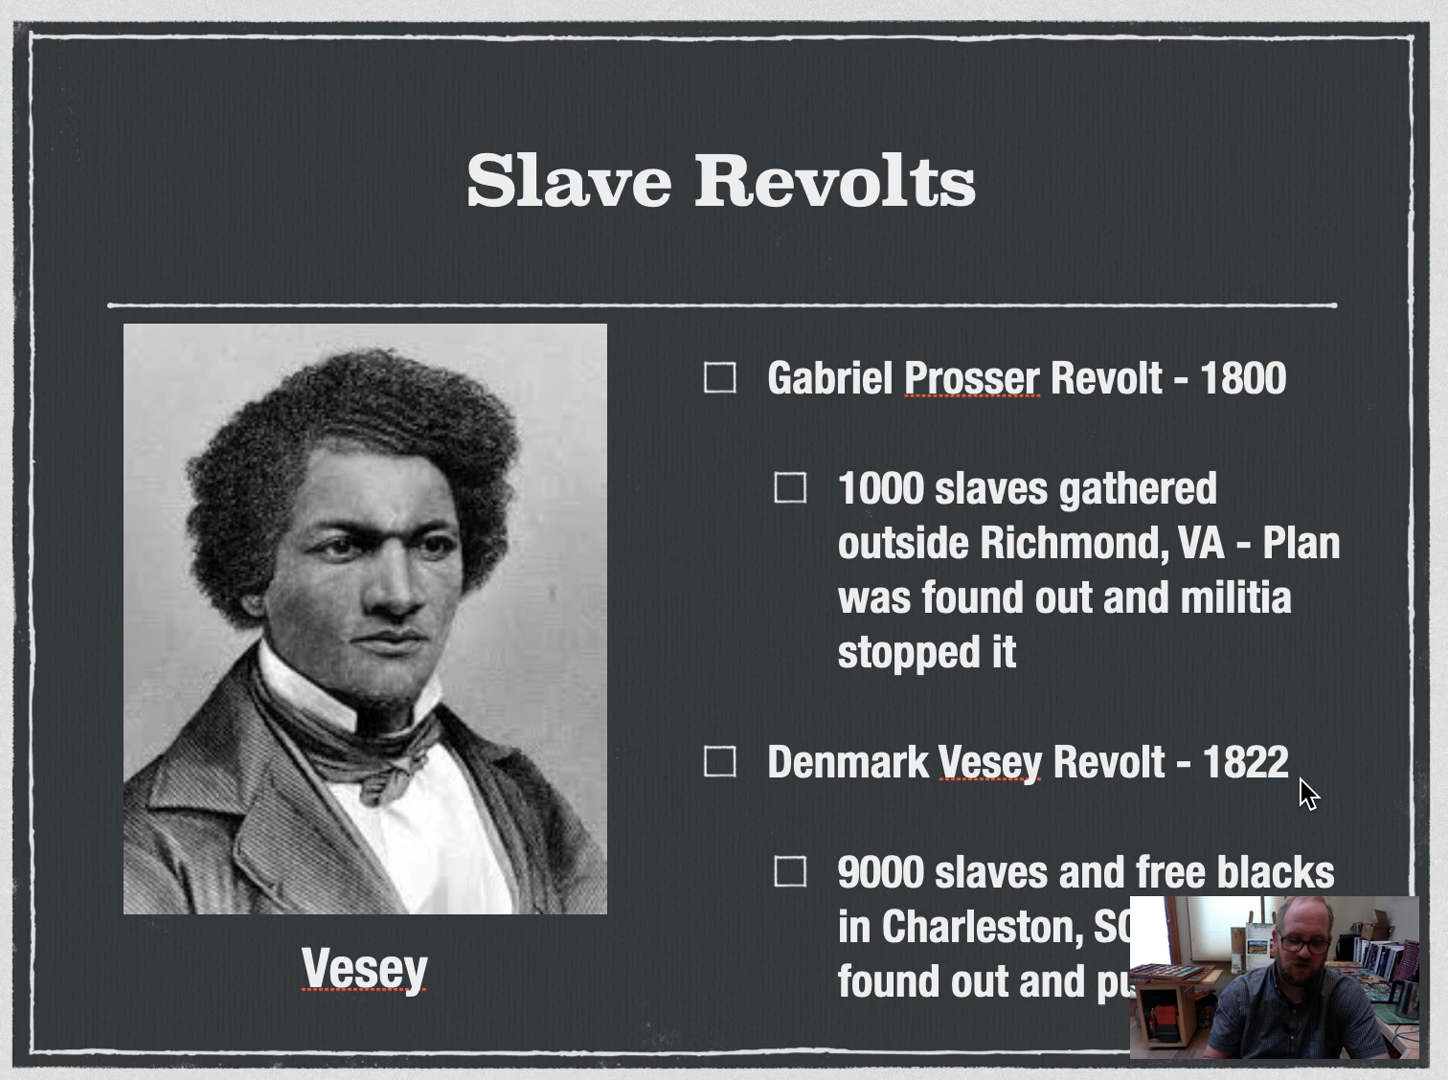 Slave Revolts
Gabriel Prosser Revolt - 1800
1000 slaves gathered
outside Richmond, VA - Plan
was found out and militia
stopped it
Denmark Vesey Revolt - 1822
9000 slaves and free blacks
in Charleston, SC
found out and
Vesey